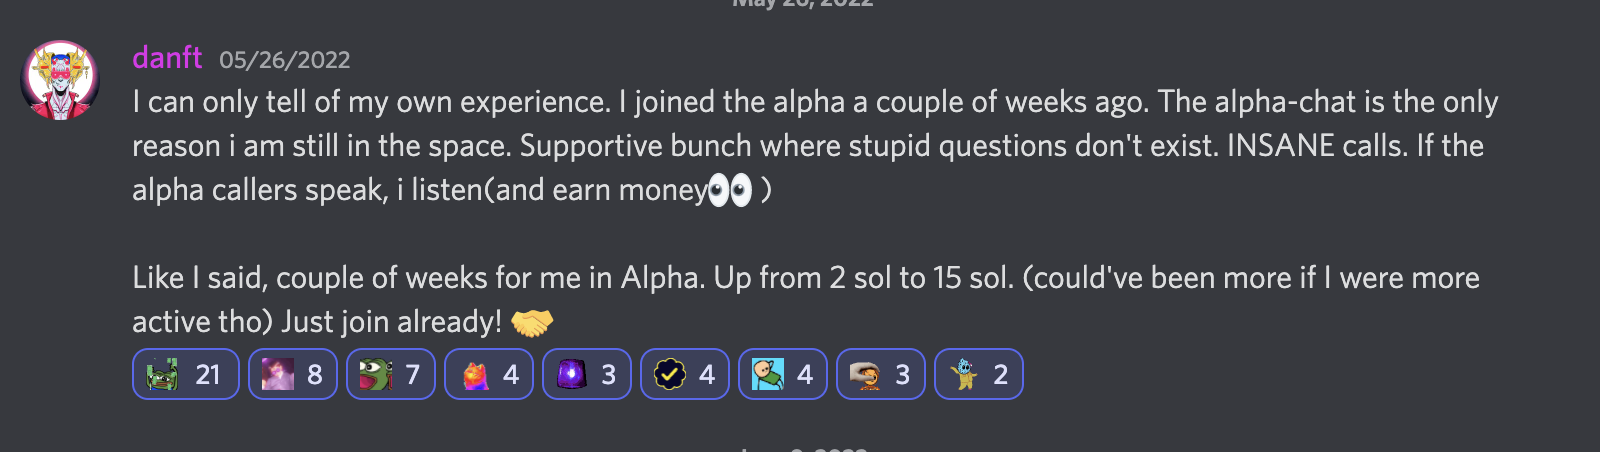 May 26, 2022
danft 05/26/2022
I can only tell of my own experience. I joined the alpha a couple of weeks ago. The alpha-chat is the only
reason i am still in the space. Supportive bunch where stupid questions don't exist. INSANE calls. If the
alpha callers speak, i listen(and earn money👀 )
Like I said, couple of weeks for me in Alpha. Up from 2 sol to 15 sol. (could've been more if I were more
active tho) Just join already! 🤝
21 8 7 4 3 4 4 3 2